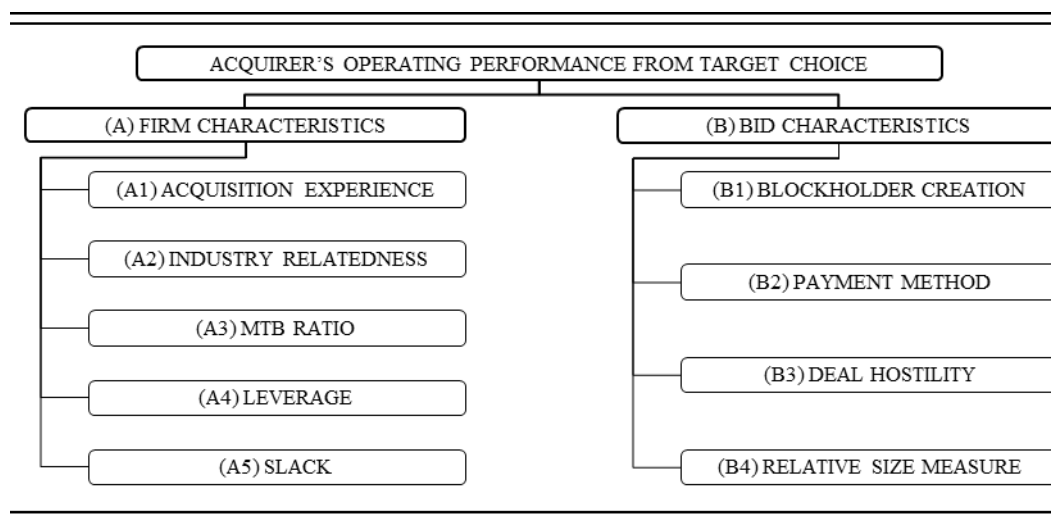 ACQUIRER'S OPERATING PERFORMANCE FROM TARGET CHOICE
(A) FIRM CHARACTERISTICS
(A1) ACQUISITION EXPERIENCE
(A2) INDUSTRY RELATEDNESS
(A3) MTB RATIO
(A4) LEVERAGE
(A5) SLACK
(B) BID CHARACTERISTICS
(B1) BLOCKHOLDER CREATION
(B2) PAYMENT METHOD
(B3) DEAL HOSTILITY
(B4) RELATIVE SIZE MEASURE